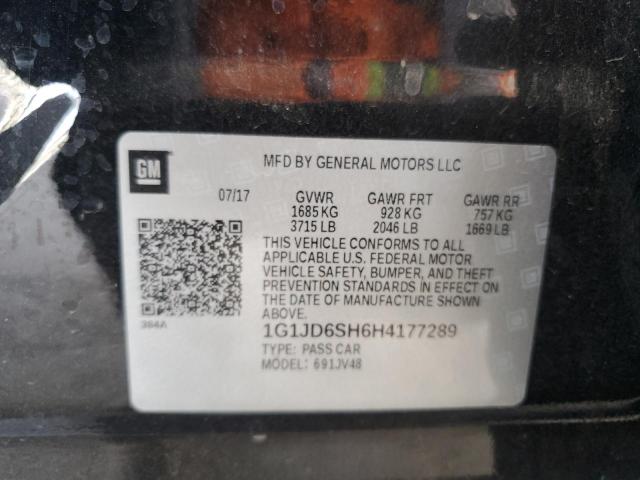 GM
MFD BY GENERAL MOTORS LLC
07/17 GVWR GAWR FRT GAWR RR
1685 KG 928 KG 757 KG
3715 LB 2046 LB 1669 LB
THIS VEHICLE CONFORMS TO ALL
APPLICABLE U.S. FEDERAL MOTOR
VEHICLE SAFETY, BUMPER, AND THEFT
PREVENTION STANDARDS IN EFFECT ON
THE DATE OF MANUFACTURE SHOWN
ABOVE.
384A
1G1JD6SH6H4177289
TYPE: PASS CAR
MODEL: 691JV48